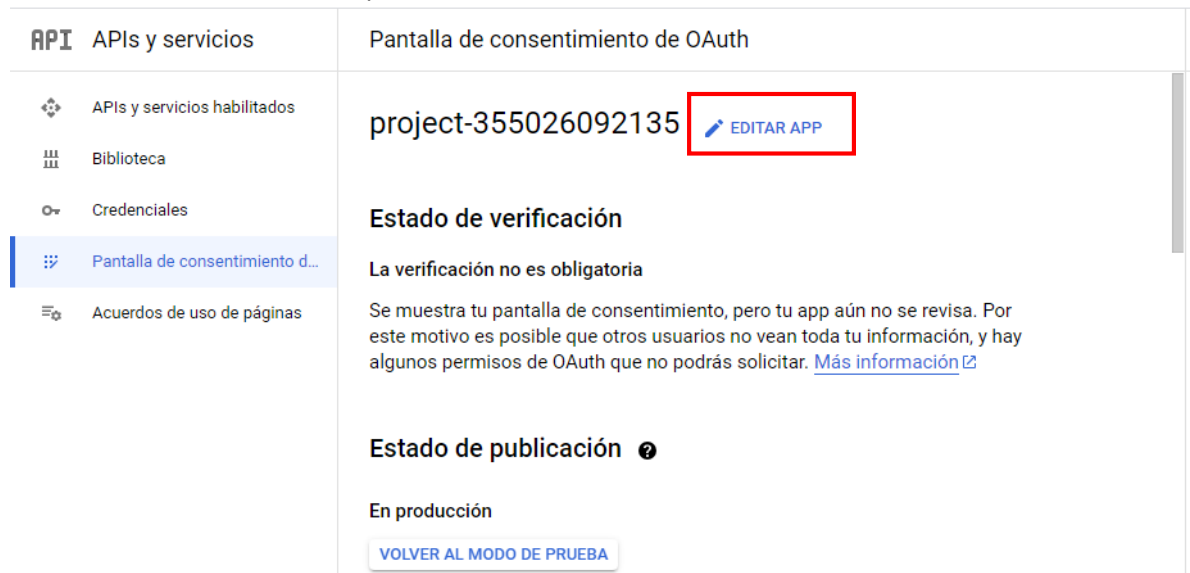 API APIs y servicios
Pantalla de consentimiento de OAuth
APIs y servicios habilitados
Biblioteca
Credenciales
Pantalla de consentimiento d...
Acuerdos de uso de páginas
project-355026092135 EDITAR APP
Estado de verificación
La verificación no es obligatoria
Se muestra tu pantalla de consentimiento, pero tu app aún no se revisa. Por
este motivo es posible que otros usuarios no vean toda tu información, y hay
algunos permisos de OAuth que no podrás solicitar. Más información
Estado de publicación ?
En producción
VOLVER AL MODO DE PRUEBA